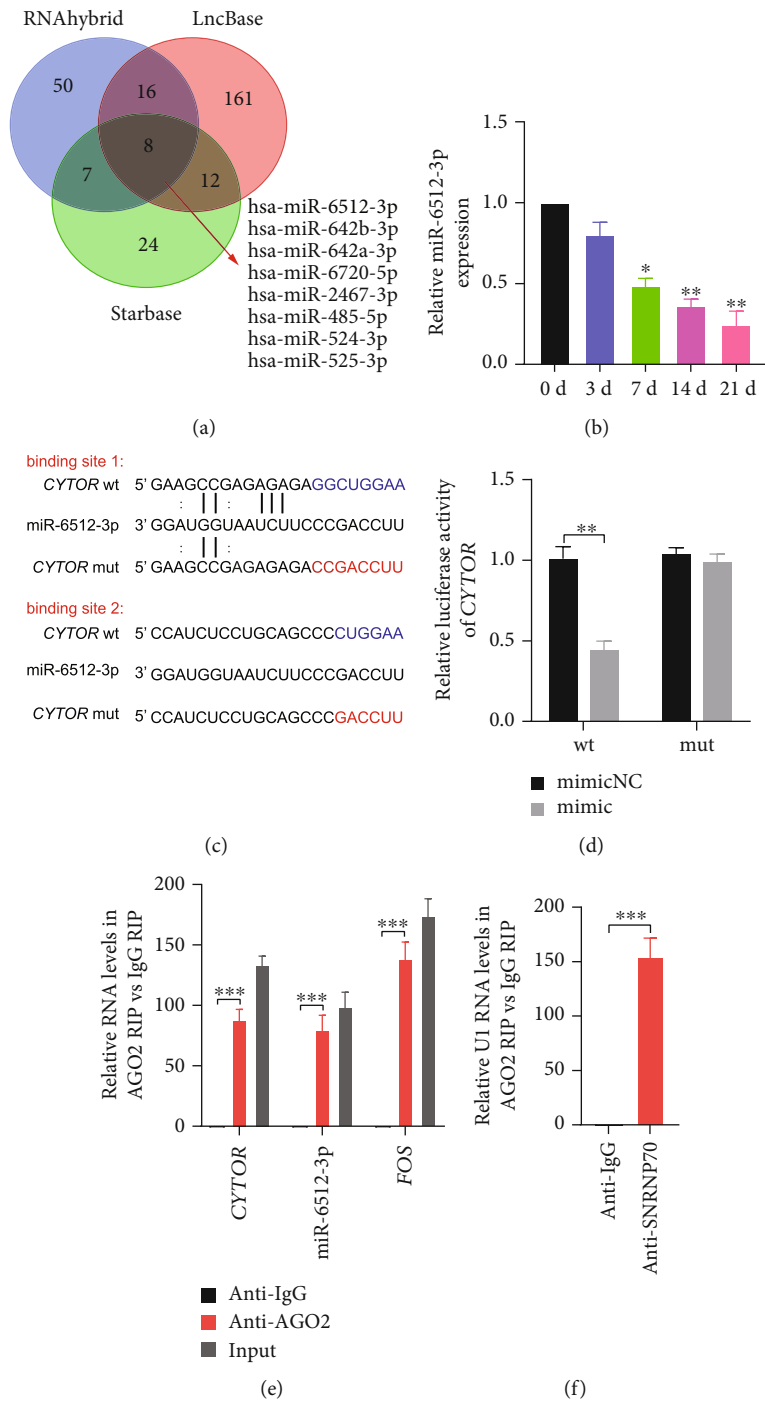 RNAhybrid LncBase
50 16 161
8
7 12
24
Starbase
hsa-miR-6512-3p
hsa-miR-642b-3p
hsa-miR-642a-3p
hsa-miR-6720-5p
hsa-miR-2467-3p
hsa-miR-485-5p
hsa-miR-524-3p
hsa-miR-525-3p
(a)
Relative miR-6512-3p
expression
1.5
1.0
0.5
0.0
* ** **
0 d 3 d 7 d 14 d 21 d
(b)
binding site 1:
CYTOR wt 5' GAAGCCGAGAGAGAGGCUGGAA
: :
miR-6512-3p 3' GGAUGGUAAUCUUCCCGACCUU
: :
CYTOR mut 5' GAAGCCGAGAGAGACCGACCUU
binding site 2:
CYTOR wt 5' CCAUCUCCUGCAGCCCCUGGAA
miR-6512-3p 3' GGAUGGUAAUCUUCCCGACCUU
CYTOR mut 5' CCAUCUCCUGCAGCCCGACCUU
(c)
Relative luciferase activity
of CYTOR
1.5
1.0
0.5
0.0
**
wt mut
mimicNC
mimic
(d)
Relative RNA levels in
AGO2 RIP vs IgG RIP
200
150
100
50
0
*** *** ***
CYTOR
miR-6512-3p
FOS
Anti-IgG
Anti-AGO2
Input
(e)
Relative U1 RNA levels in
AGO2 RIP vs IgG RIP
200
150
100
50
0
***
Anti-IgG
Anti-SNRNP70
(f)